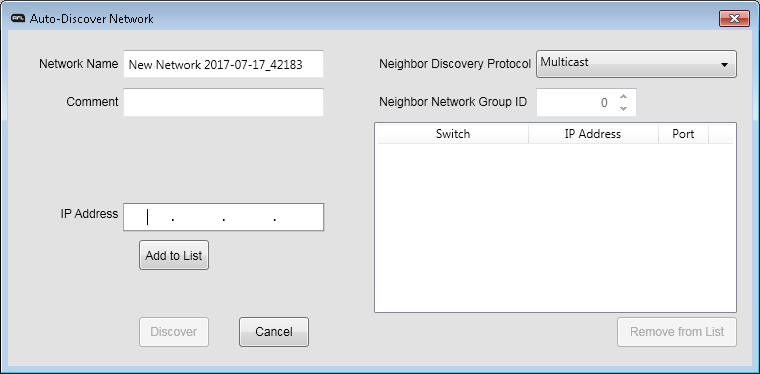 AFL Auto-Discover Network
Network Name New Network 2017-07-17_42183
Comment
IP Address . . .
Add to List
Discover Cancel
Neighbor Discovery Protocol Multicast
Neighbor Network Group ID 0
Switch IP Address Port
Remove from List